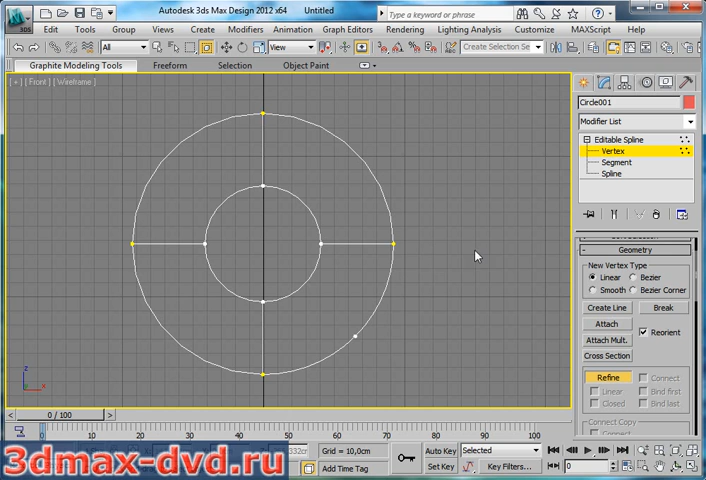 Autodesk 3ds Max Design 2012 x64 Untitled
Type a keyword or phrase
3DS
Edit Tools Group Views Create Modifiers Animation Graph Editors Rendering Lighting Analysis Customize MAXScript Help
All View Create Selection Se
Graphite Modeling Tools Freeform Selection Object Paint
[ + ] [ Front ] [ Wireframe ]
Circle001
Modifier List
Editable Spline
Vertex
Segment
Spline
Geometry
New Vertex Type
Linear Bezier
Smooth Bezier Corner
Create Line Break
Attach
Reorient
Attach Mult.
Cross Section
Refine Connect
Linear Bind first
Closed Bind last
Connect Copy
z
x
0 / 100
0 10 20 30 40 50 60 70 80 90 100
332cm Grid = 10,0cm Auto Key Selected
Add Time Tag Set Key Key Filters... 0
3dmax-dvd.ru